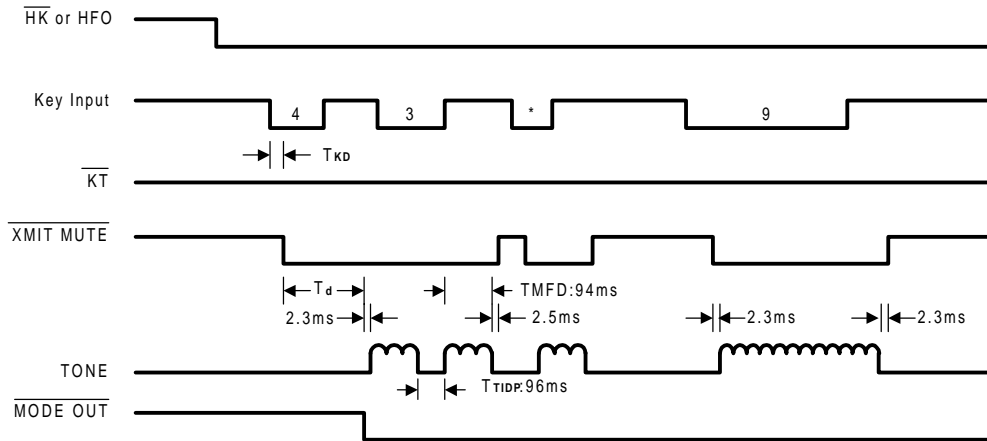 HK or HFO
Key Input
4 3 * 9
TKD
KT
XMIT MUTE
Td
TMFD:94ms
2.3ms 2.5ms 2.3ms 2.3ms
TONE
TTIDP:96ms
MODE OUT